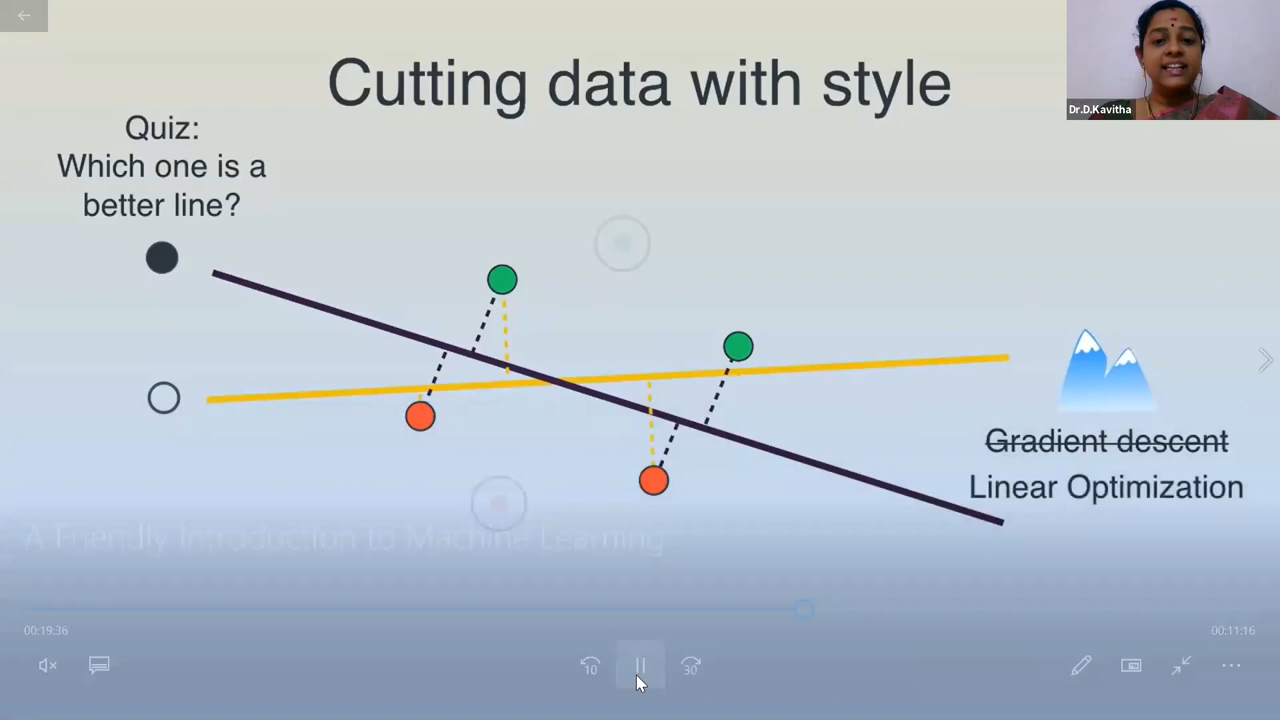 Cutting data with style
Dr.D.Kavitha
Quiz:
Which one is a
better line?
Gradient descent
Linear Optimization
A Friendly Introduction to Machine Learning
00:19:36
00:11:16
10
30